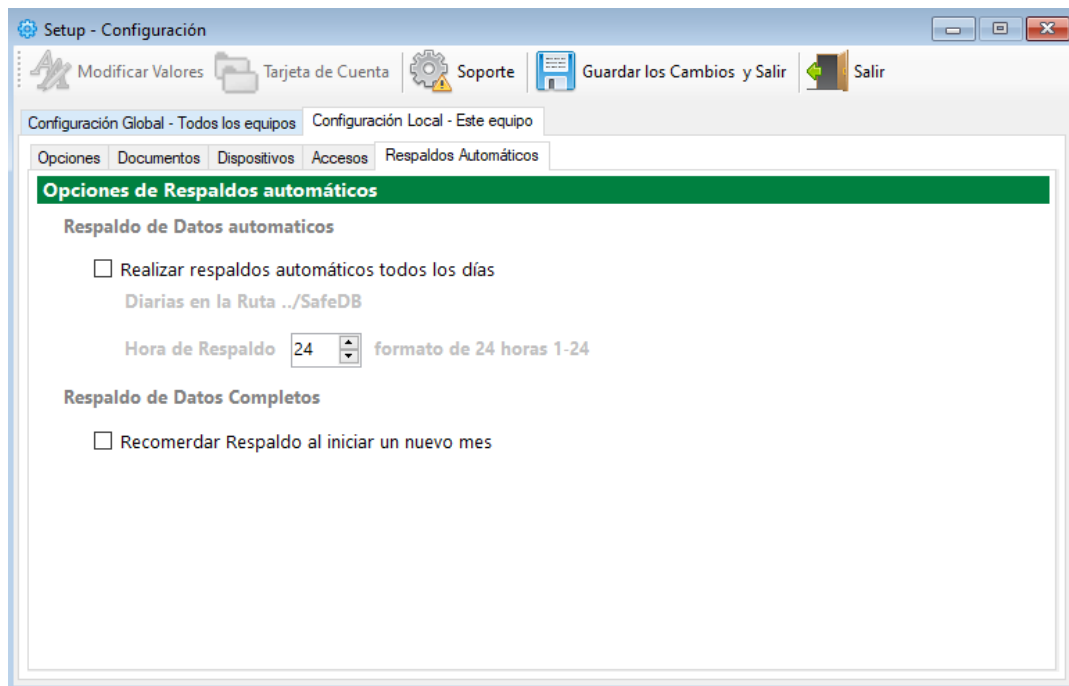 Setup - Configuración
Modificar Valores Tarjeta de Cuenta Soporte Guardar los Cambios y Salir Salir
Configuración Global - Todos los equipos Configuración Local - Este equipo
Opciones Documentos Dispositivos Accesos Respaldos Automáticos
Opciones de Respaldos automáticos
Respaldo de Datos automaticos
Realizar respaldos automáticos todos los días
Diarias en la Ruta ../SafeDB
Hora de Respaldo 24 formato de 24 horas 1-24
Respaldo de Datos Completos
Recomerdar Respaldo al iniciar un nuevo mes